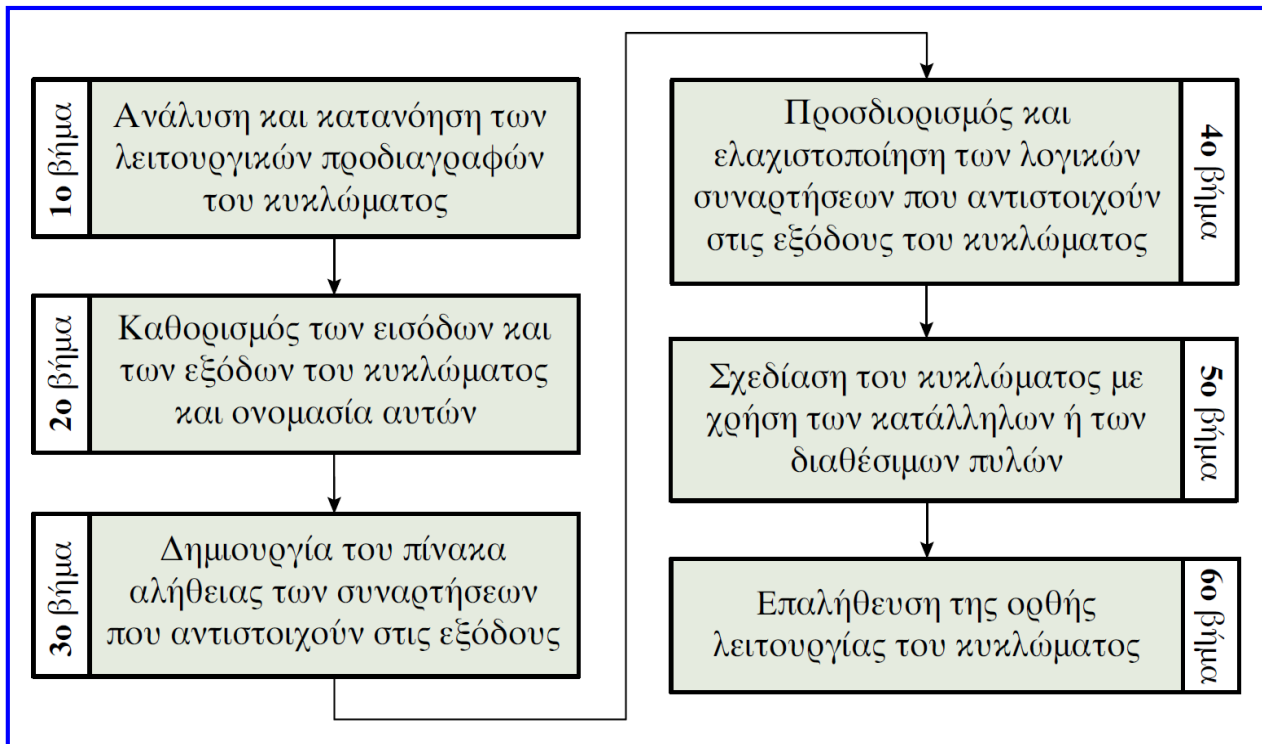 1ο βήμα
Ανάλυση και κατανόηση των
λειτουργικών προδιαγραφών
του κυκλώματος
2ο βήμα
Καθορισμός των εισόδων και
των εξόδων του κυκλώματος
και ονομασία αυτών
3ο βήμα
Δημιουργία του πίνακα
αλήθειας των συναρτήσεων
που αντιστοιχούν στις εξόδους
4ο βήμα
Προσδιορισμός και
ελαχιστοποίηση των λογικών
συναρτήσεων που αντιστοιχούν
στις εξόδους του κυκλώματος
5ο βήμα
Σχεδίαση του κυκλώματος με
χρήση των κατάλληλων ή των
διαθέσιμων πυλών
6ο βήμα
Επαλήθευση της ορθής
λειτουργίας του κυκλώματος